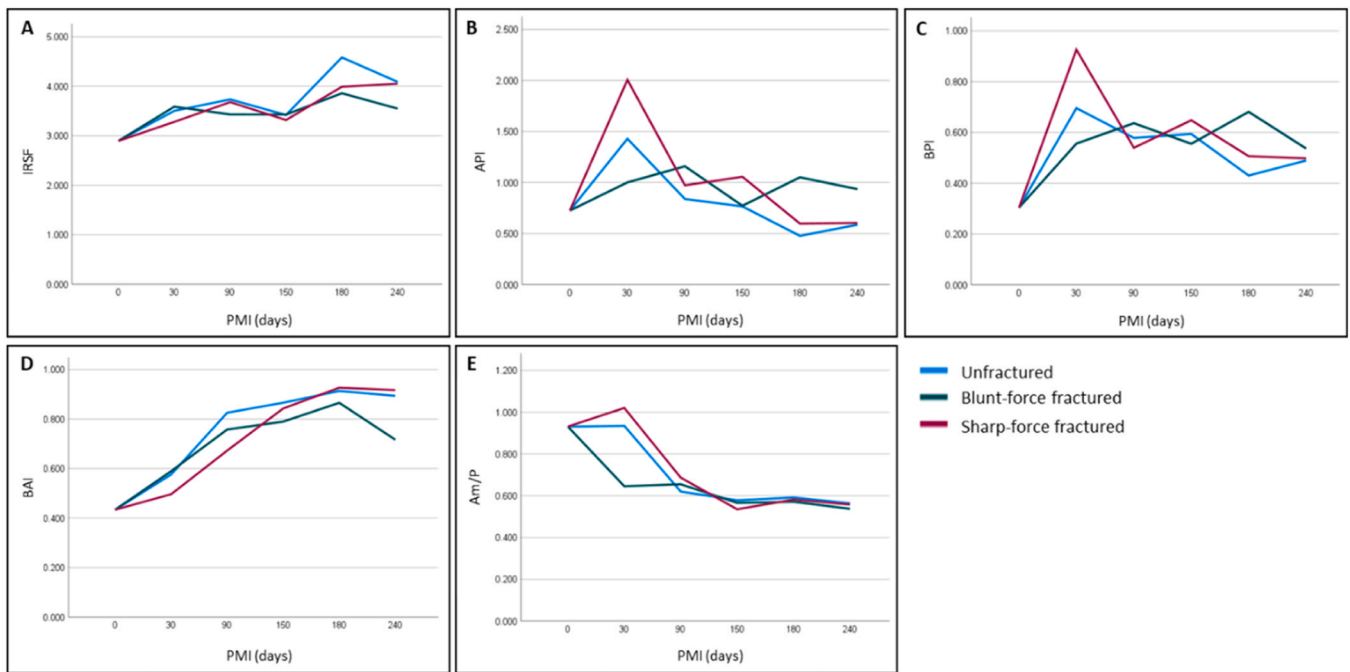 A
IRSF
5.000
4.000
3.000
2.000
1.000
0.000
0 30 90 150 180 240
PMI (days)
B
API
2.500
2.000
1.500
1.000
0.500
0.000
0 30 90 150 180 240
PMI (days)
C
BPI
1.000
0.800
0.600
0.400
0.200
0.000
0 30 90 150 180 240
PMI (days)
D
BAI
1.000
0.800
0.600
0.400
0.200
0.000
0 30 90 150 180 240
PMI (days)
E
Am/P
1.200
1.000
0.800
0.600
0.400
0.200
0.000
0 30 90 150 180 240
PMI (days)
Unfractured
Blunt-force fractured
Sharp-force fractured